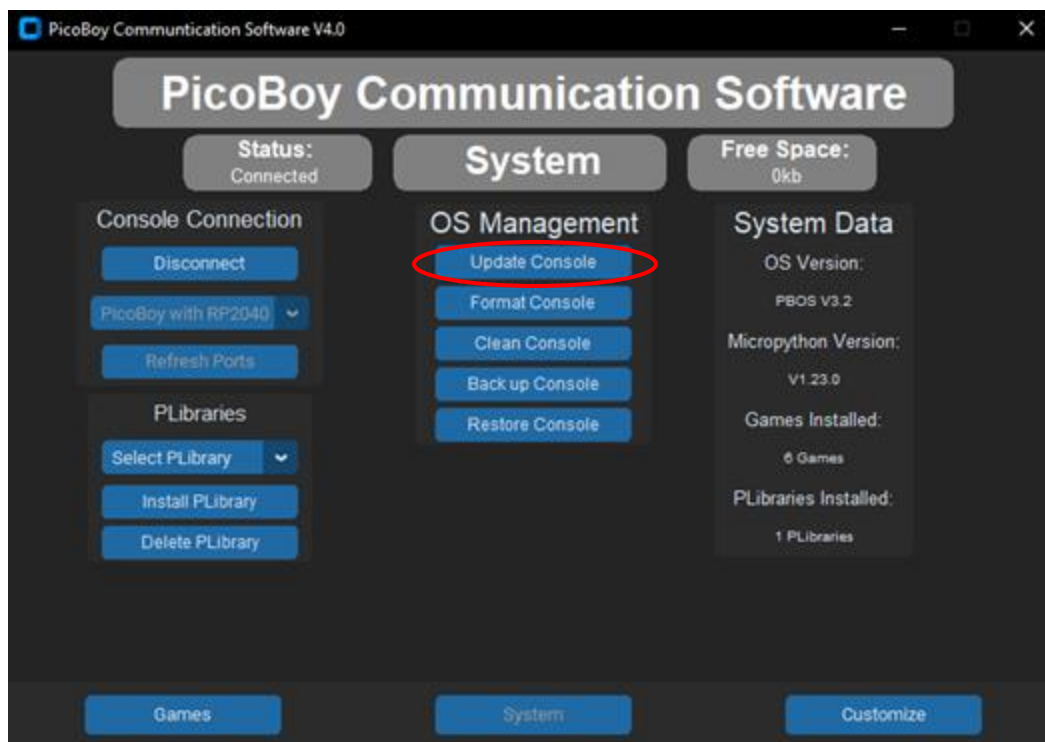 PicoBoy Communtication Software V4.0
PicoBoy Communication Software
Status:
Connected
System
Free Space:
0kb
Console Connection
Disconnect
PicoBoy with RP2040
Refresh Ports
PLibraries
Select PLibrary
Install PLibrary
Delete PLibrary
OS Management
Update Console
Format Console
Clean Console
Back up Console
Restore Console
System Data
OS Version:
PBOS V3.2
Micropython Version:
V1.23.0
Games Installed:
6 Games
PLibraries Installed:
1 PLibraries
Games
System
Customize